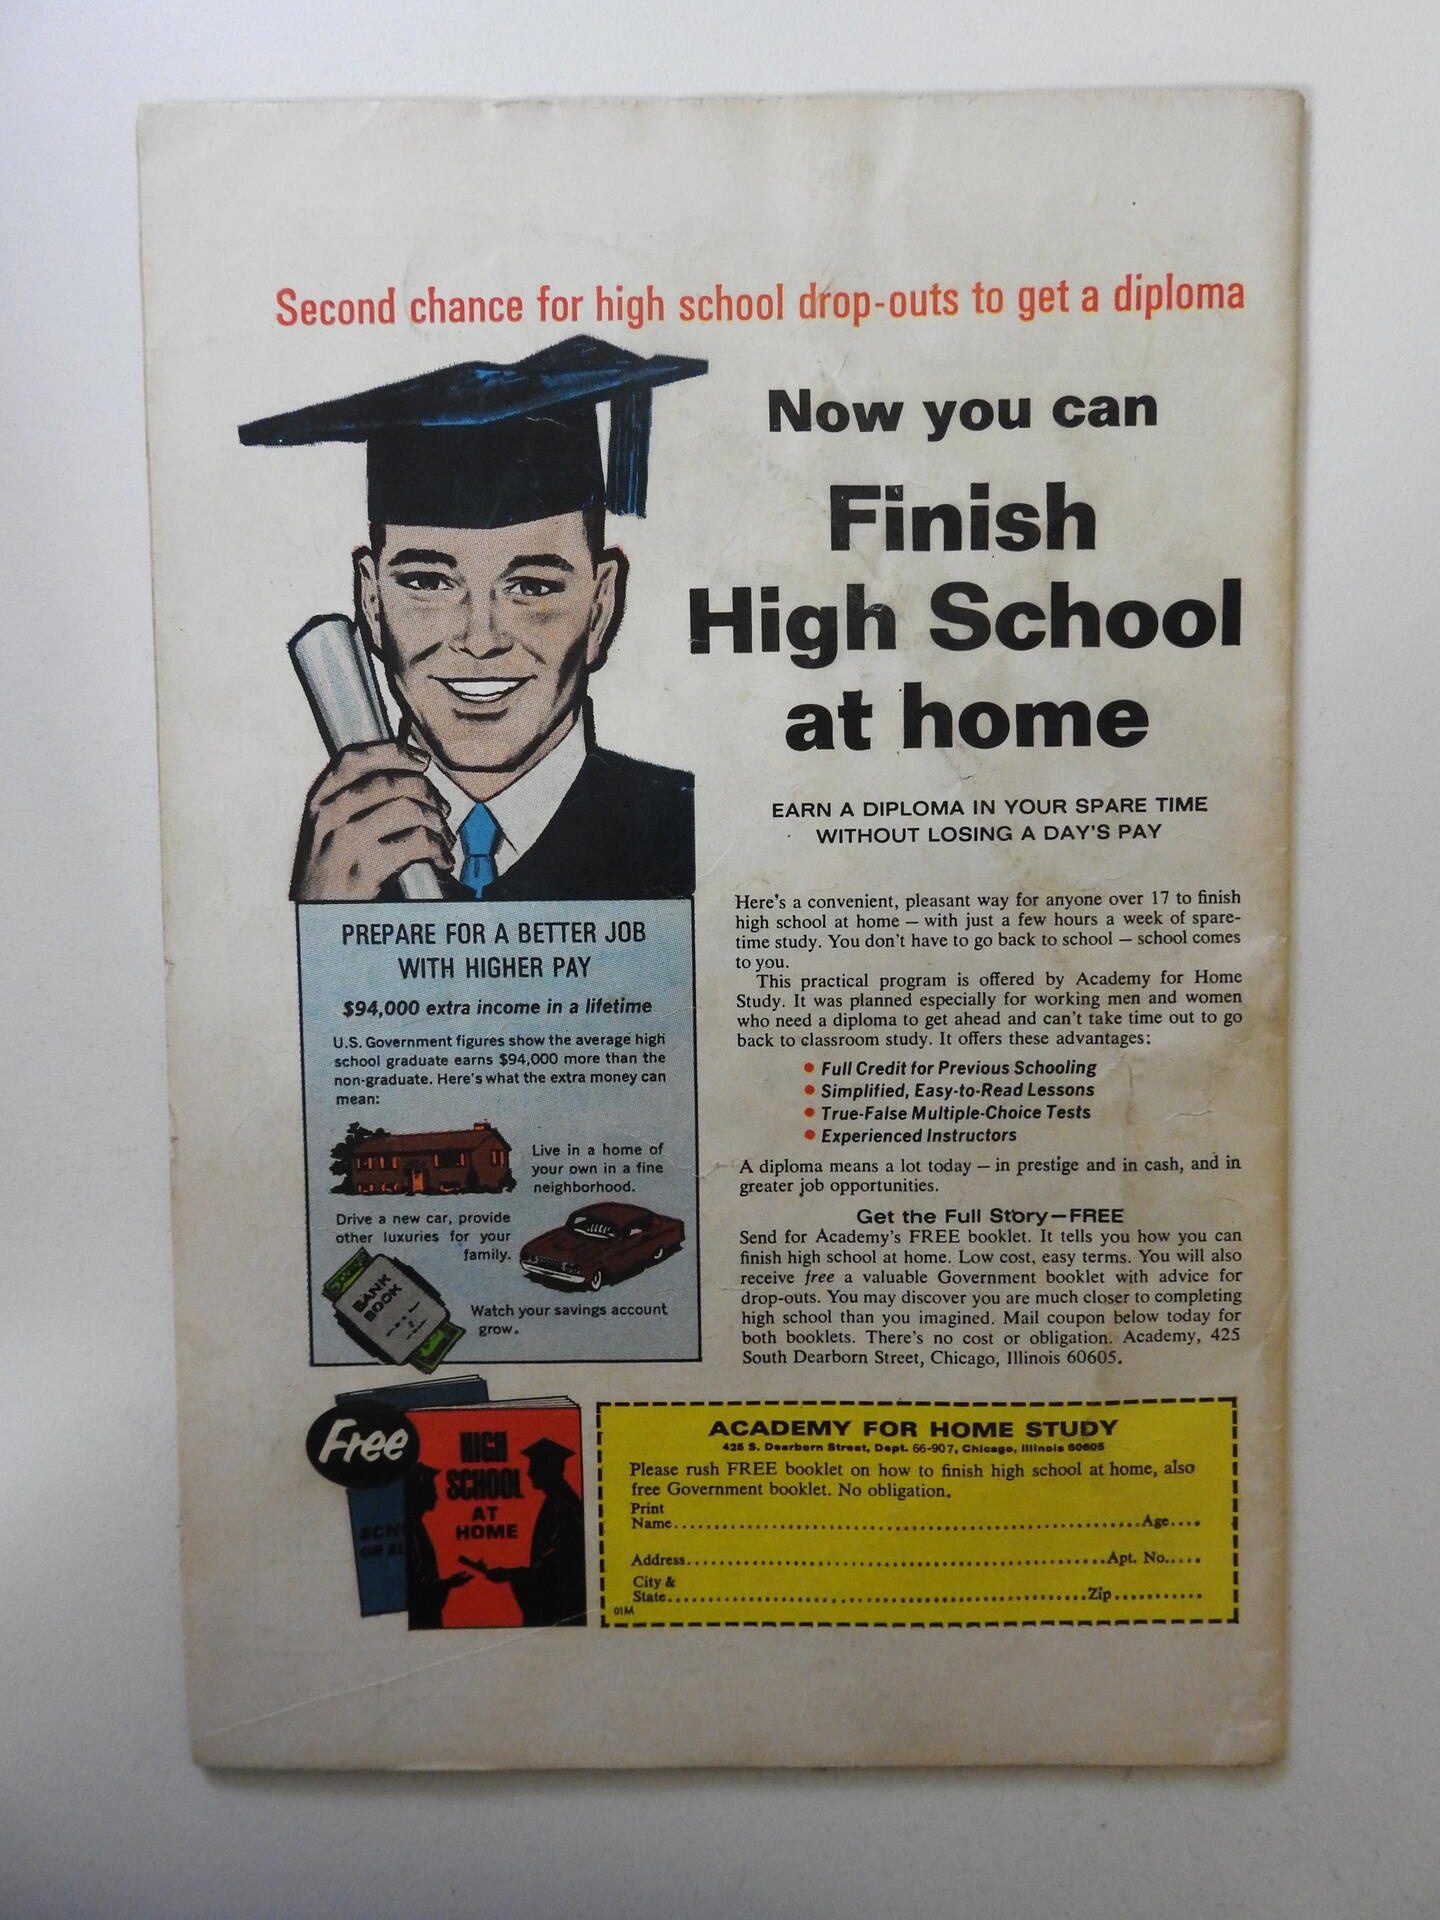 Second chance for high school drop-outs to get a diploma
Now you can
Finish
High School
at home
EARN A DIPLOMA IN YOUR SPARE TIME
WITHOUT LOSING A DAY'S PAY
Here's a convenient, pleasant way for anyone over 17 to finish
high school at home — with just a few hours a week of spare-
time study. You don't have to go back to school — school comes
to you.
This practical program is offered by Academy for Home
Study. It was planned especially for working men and women
who need a diploma to get ahead and can't take time out to go
back to classroom study. It offers these advantages:
• Full Credit for Previous Schooling
• Simplified, Easy-to-Read Lessons
• True-False Multiple-Choice Tests
• Experienced Instructors
A diploma means a lot today — in prestige and in cash, and in
greater job opportunities.
Get the Full Story—FREE
Send for Academy's FREE booklet. It tells you how you can
finish high school at home. Low cost, easy terms. You will also
receive free a valuable Government booklet with advice for
drop-outs. You may discover you are much closer to completing
high school than you imagined. Mail coupon below today for
both booklets. There's no cost or obligation. Academy, 425
South Dearborn Street, Chicago, Illinois 60605.
PREPARE FOR A BETTER JOB
WITH HIGHER PAY
$94,000 extra income in a lifetime
U.S. Government figures show the average high
school graduate earns $94,000 more than the
non-graduate. Here's what the extra money can
mean:
Live in a home of
your own in a fine
neighborhood.
Drive a new car, provide
other luxuries for your
family.
BANK
BOOK
Watch your savings account
grow.
Free
HIGH
SCHOOL
AT
HOME
ACADEMY FOR HOME STUDY
425 S. Dearborn Street, Dept. 66-907, Chicago, Illinois 60605
Please rush FREE booklet on how to finish high school at home, also
free Government booklet. No obligation.
Print
Name..........Age....
Address..........Apt. No.....
City &
State..........Zip..........
01M